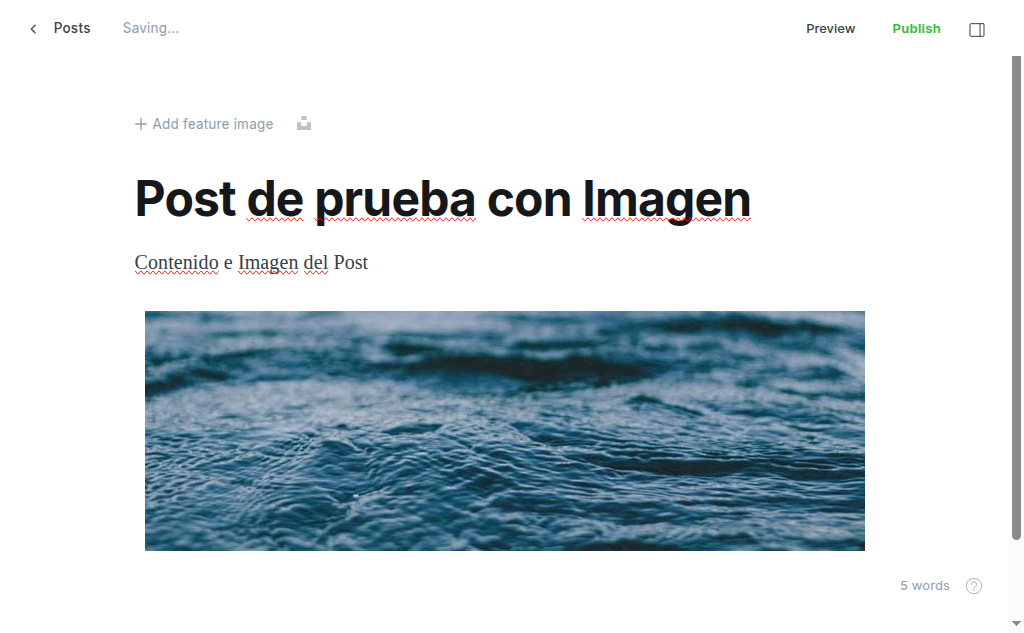 Posts Saving... Preview Publish
+ Add feature image
Post de prueba con Imagen
Contenido e Imagen del Post
5 words ?